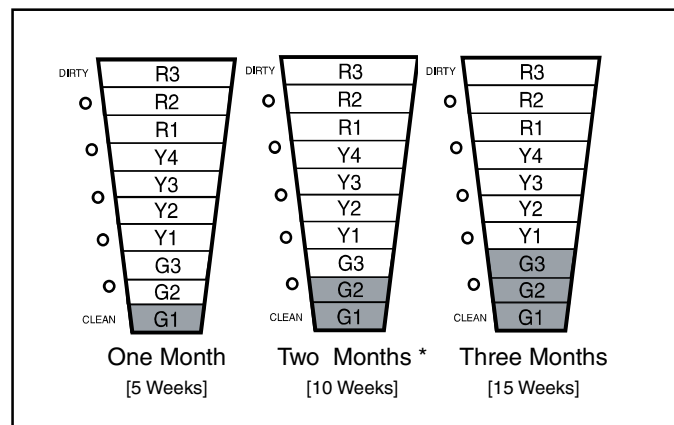 DIRTY
R3
R2
R1
Y4
Y3
Y2
Y1
G3
G2
CLEAN
G1
One Month
[5 Weeks]
DIRTY
R3
R2
R1
Y4
Y3
Y2
Y1
G3
G2
CLEAN
G1
Two Months *
[10 Weeks]
DIRTY
R3
R2
R1
Y4
Y3
Y2
Y1
G3
G2
CLEAN
G1
Three Months
[15 Weeks]